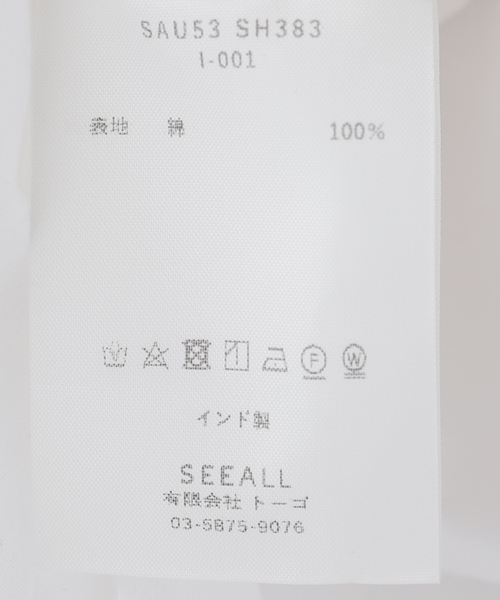 SAU53 SH383
I-001
表地 綿 100%
F W
インド製
SEEALL
有限会社 トーゴ
03-5875-9076